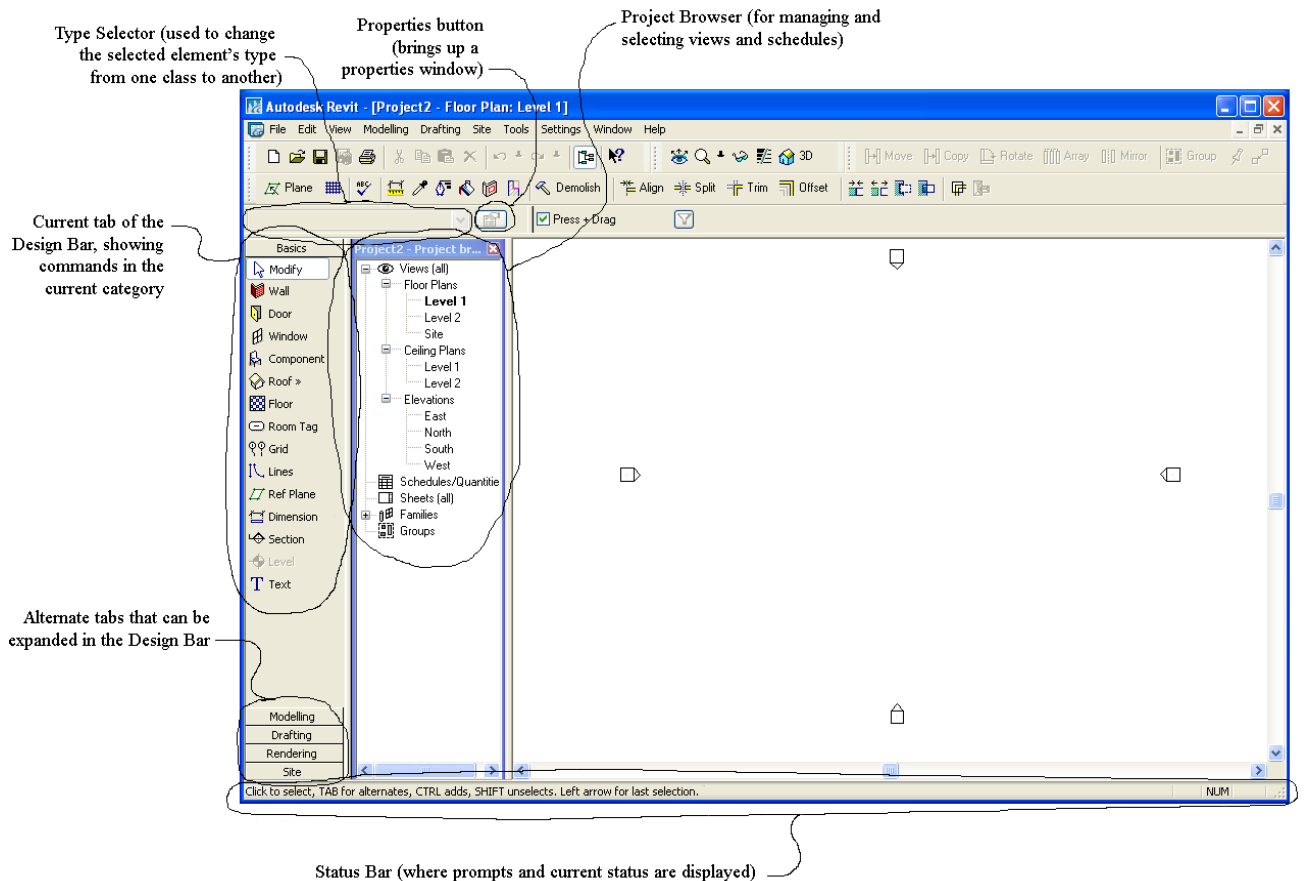 Type Selector (used to change
the selected element's type
from one class to another)
Properties button
(brings up a
properties window)
Project Browser (for managing and
selecting views and schedules)
Autodesk Revit - [Project2 - Floor Plan: Level 1]
File Edit View Modelling Drafting Site Tools Settings Window Help
3D Move Copy Rotate Array Mirror Group
Plane ABC Demolish Align Split Trim Offset
Press + Drag
Current tab of the
Design Bar, showing
commands in the
current category
Basics
Modify
Wall
Door
Window
Component
Roof »
Floor
Room Tag
Grid
Lines
Ref Plane
Dimension
Section
Level
Text
Project2 - Project br...
Views (all)
Floor Plans
Level 1
Level 2
Site
Ceiling Plans
Level 1
Level 2
Elevations
East
North
South
West
Schedules/Quantitie
Sheets (all)
Families
Groups
Alternate tabs that can be
expanded in the Design Bar
Modelling
Drafting
Rendering
Site
Click to select, TAB for alternates, CTRL adds, SHIFT unselects. Left arrow for last selection. NUM
Status Bar (where prompts and current status are displayed)